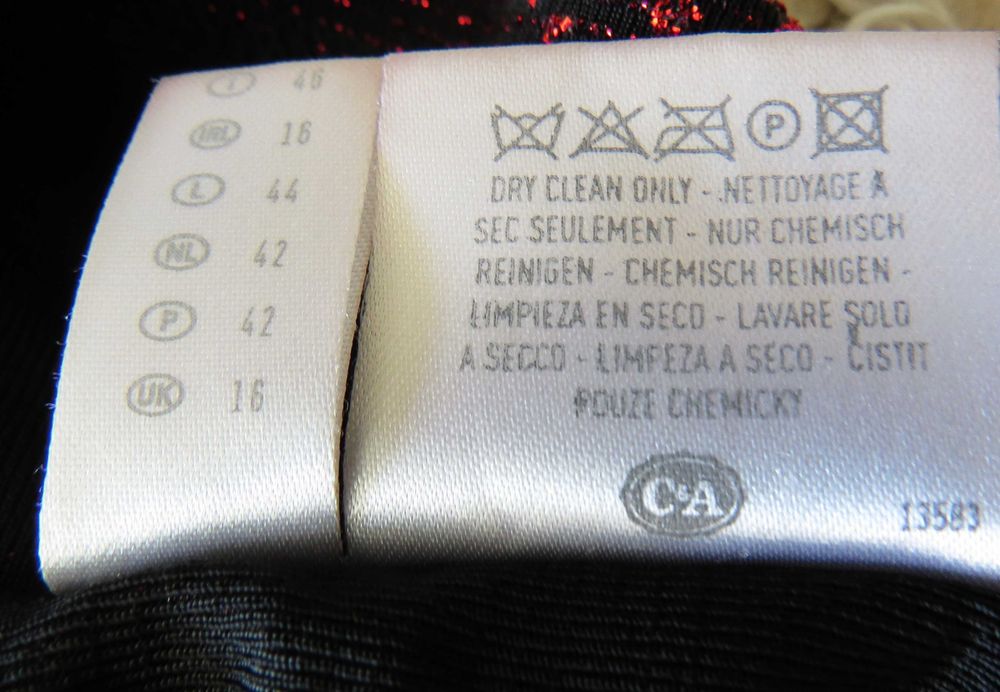 I 46
IRL 16
L 44
NL 42
P 42
UK 16
P
DRY CLEAN ONLY - NETTOYAGE À
SEC SEULEMENT - NUR CHEMISCH
REINIGEN - CHEMISCH REINIGEN -
LIMPIEZA EN SECO - LAVARE SOLO
A SECCO - LIMPEZA A SECO - ČISTIT
POUZE CHEMICKY
C&A
13583